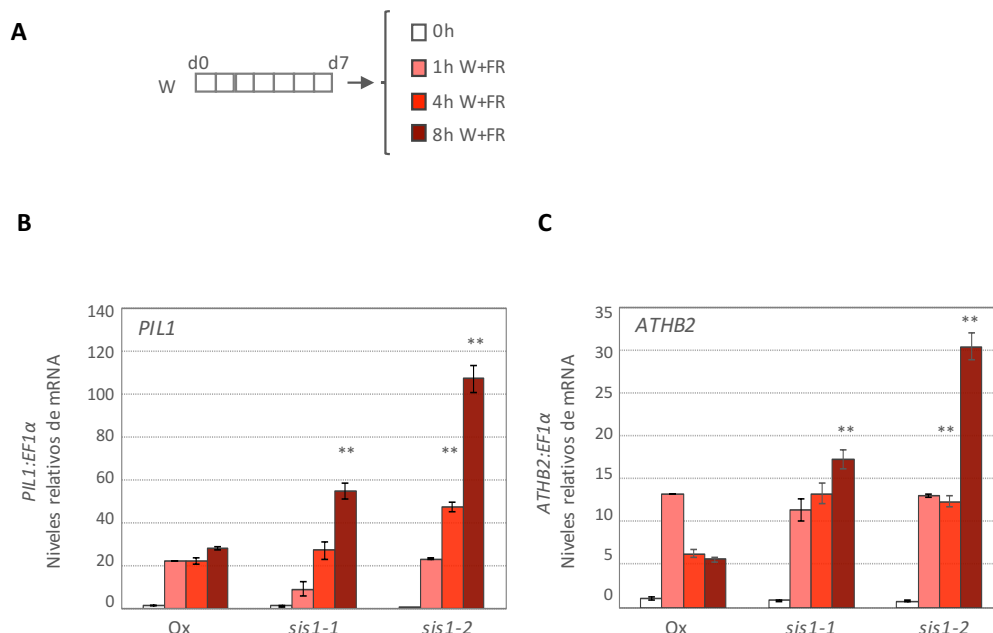 A
d0 d7
W
0h
1h W+FR
4h W+FR
8h W+FR
B
PIL1:EF1α
Niveles relativos de mRNA
140
120
100
80
60
40
20
0
PIL1
**
**
**
Ox sis1-1 sis1-2
C
ATHB2:EF1α
Niveles relativos de mRNA
35
30
25
20
15
10
5
0
ATHB2
**
**
**
Ox sis1-1 sis1-2